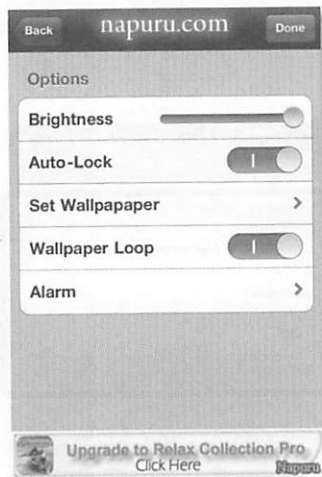 Back napuru.com Done
Options
Brightness
Auto-Lock
Set Wallpapaper
Wallpaper Loop
Alarm
Upgrade to Relax Collection Pro
Click Here
Napuru